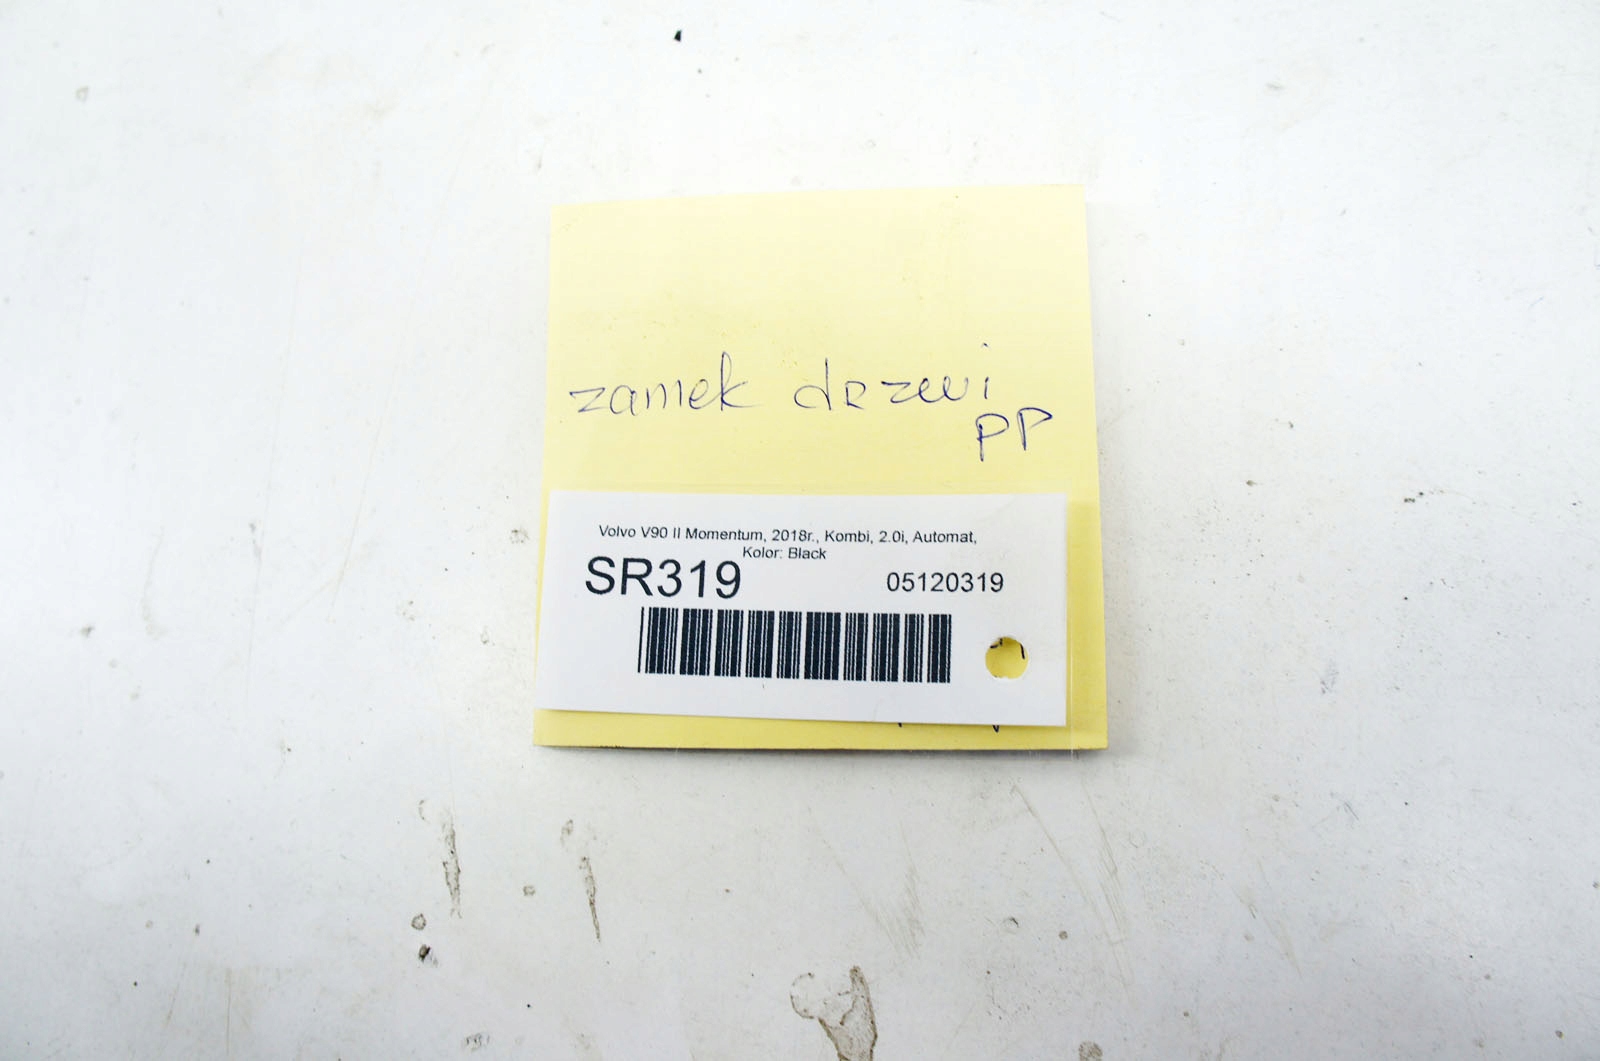 zamek drzwi
PP
Volvo V90 II Momentum, 2018r., Kombi, 2.0i, Automat,
Kolor: Black
SR319 05120319